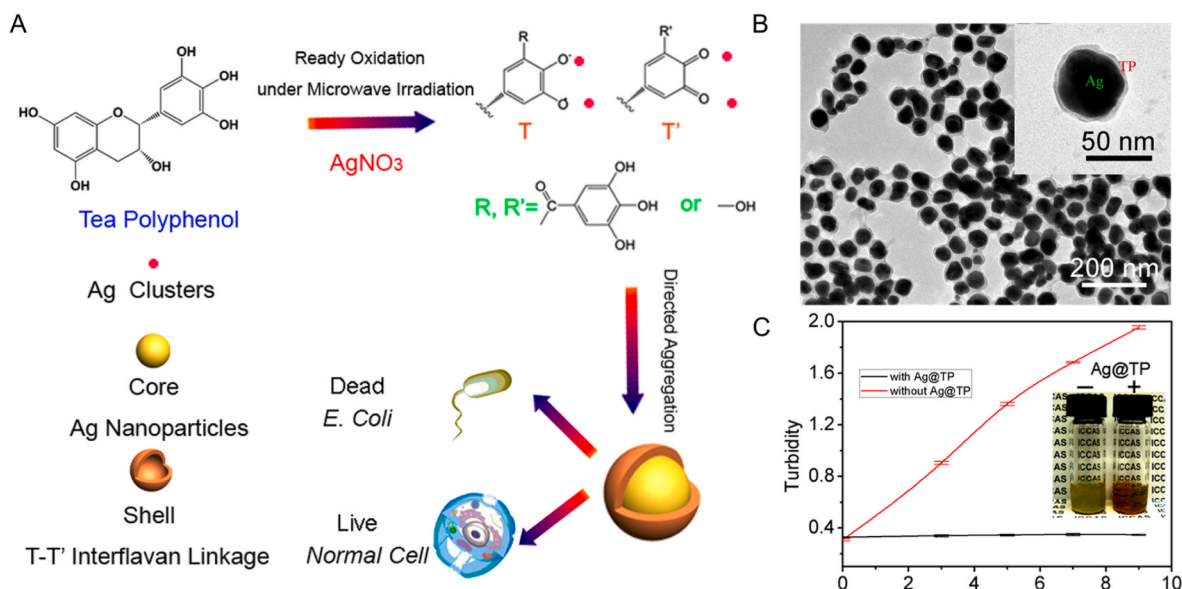 A
OH
OH
OH
OH
HO
O
OH
OH
Tea Polyphenol
Ag Clusters
Core
Ag Nanoparticles
Shell
T-T' Interflavan Linkage
Ready Oxidation
under Microwave Irradiation
AgNO3
R
O-
T
R'
O
O
T'
R, R'=
O
C
OH
OH
OH
or
—OH
Directed Aggregation
Dead
E. Coli
Live
Normal Cell
B
TP
Ag
50 nm
200 nm
C
2.0
1.6
1.2
0.8
0.4
Turbidity
with Ag@TP
without Ag@TP
Ag@TP
− +
0 2 4 6 8 10